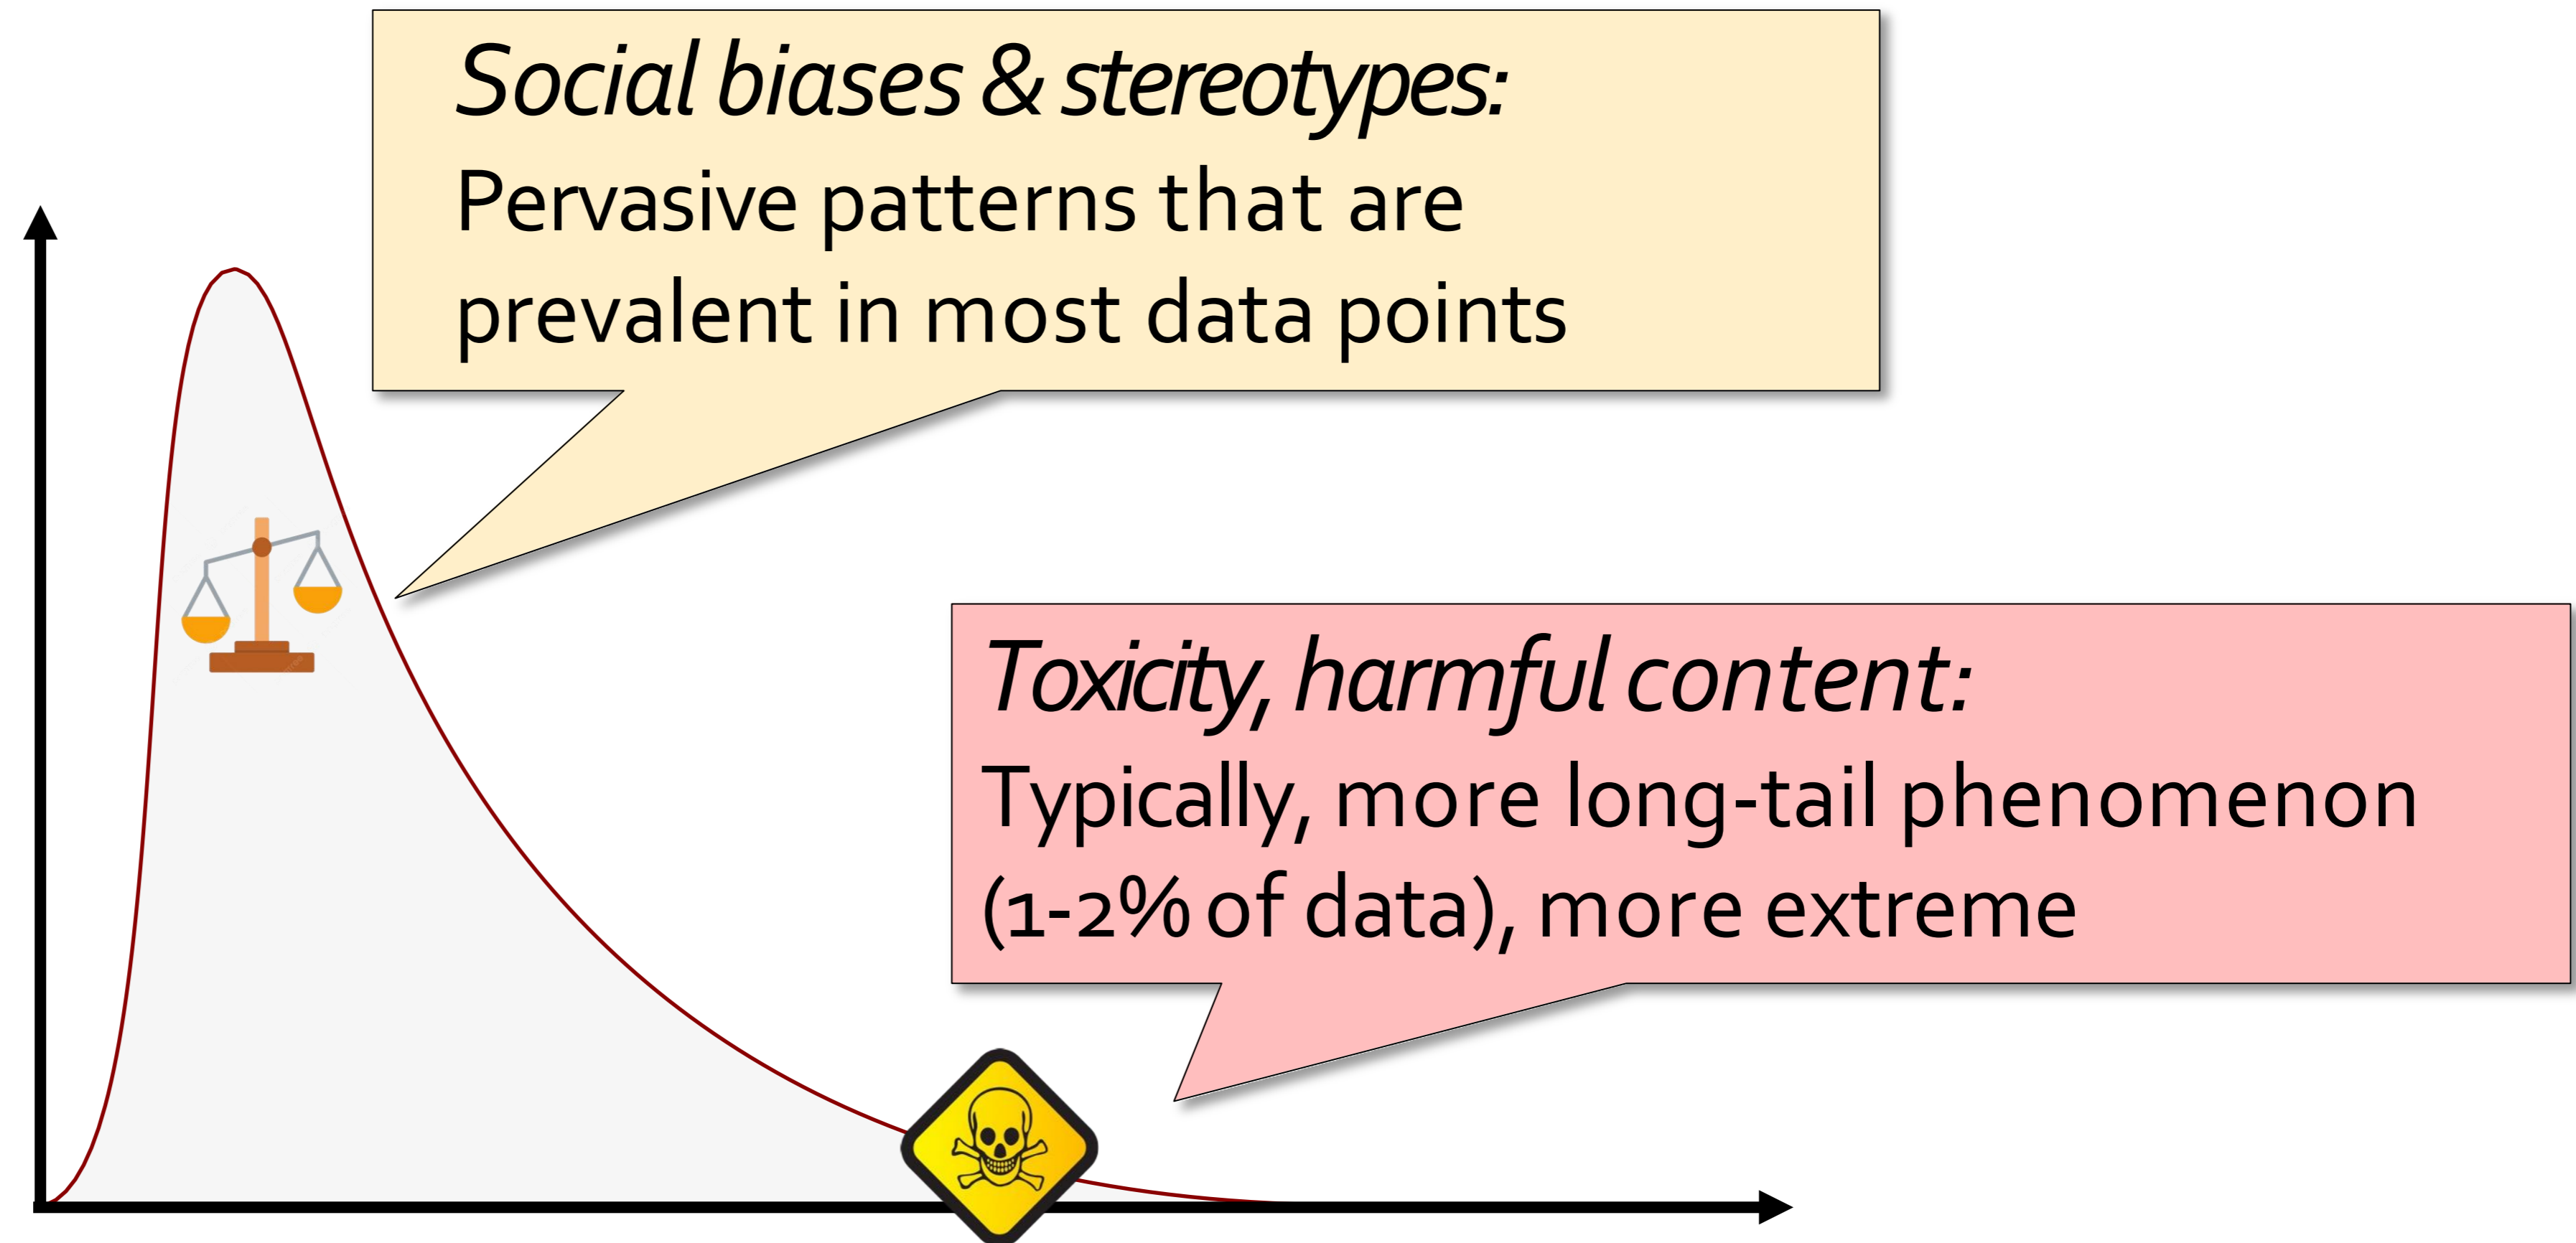 Social biases & stereotypes:
Pervasive patterns that are
prevalent in most data points
Toxicity, harmful content:
Typically, more long-tail phenomenon
(1-2% of data), more extreme